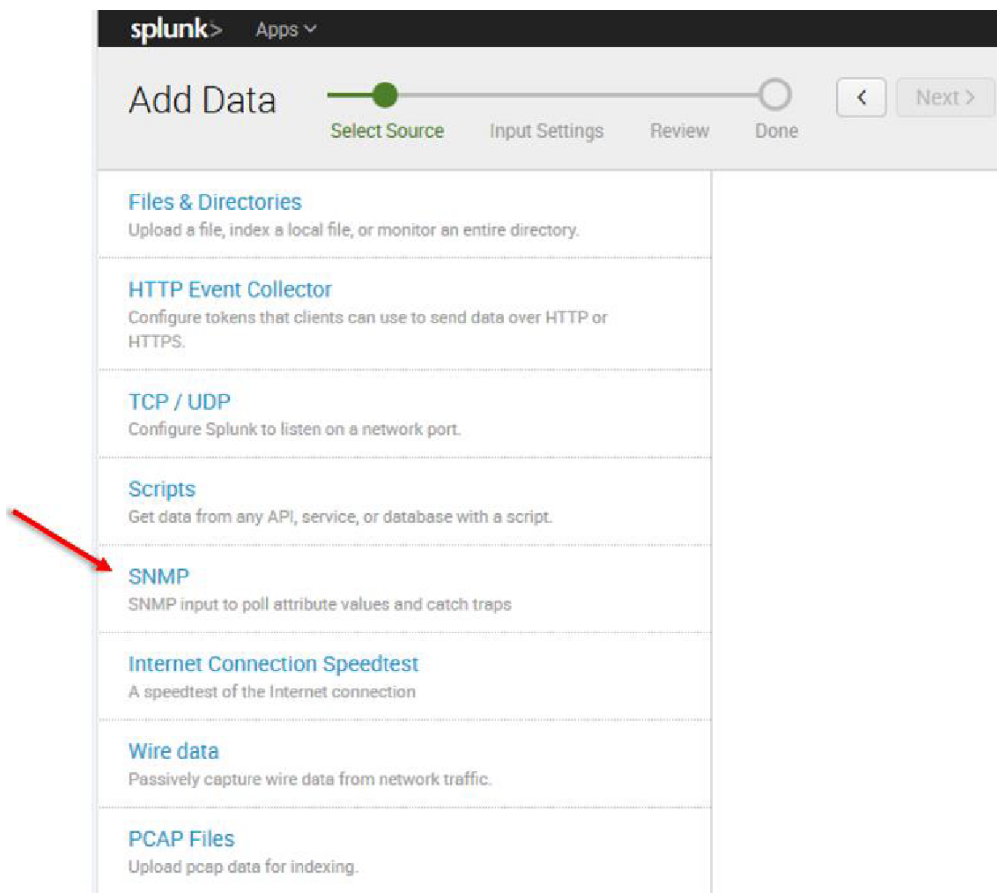 splunk> Apps
Add Data
< Next >
Select Source Input Settings Review Done
Files & Directories
Upload a file, index a local file, or monitor an entire directory.
HTTP Event Collector
Configure tokens that clients can use to send data over HTTP or
HTTPS.
TCP / UDP
Configure Splunk to listen on a network port.
Scripts
Get data from any API, service, or database with a script.
SNMP
SNMP input to poll attribute values and catch traps
Internet Connection Speedtest
A speedtest of the Internet connection
Wire data
Passively capture wire data from network traffic.
PCAP Files
Upload pcap data for indexing.